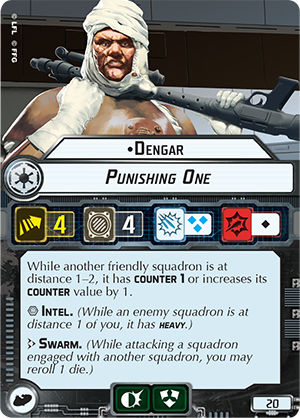 © LFL © FFG
•Dengar
Punishing One
4 4
While another friendly squadron is at
distance 1–2, it has COUNTER 1 or increases its
COUNTER value by 1.
Intel. (While an enemy squadron is at
distance 1 of you, it has HEAVY.)
Swarm. (While attacking a squadron
engaged with another squadron, you may
reroll 1 die.)
20